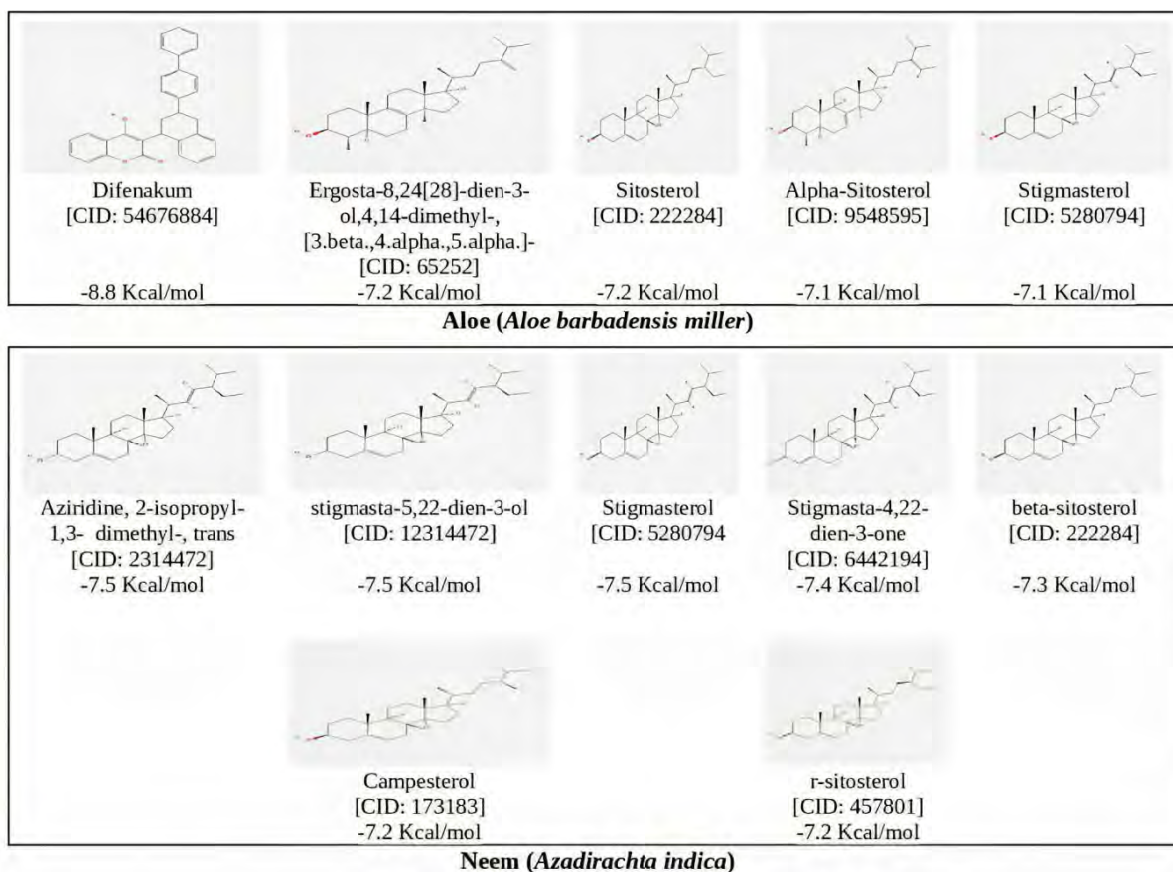 Difenakum
[CID: 54676884]
-8.8 Kcal/mol
Ergosta-8,24[28]-dien-3-
ol,4,14-dimethyl-,
[3.beta.,4.alpha.,5.alpha.]-
[CID: 65252]
-7.2 Kcal/mol
Sitosterol
[CID: 222284]
-7.2 Kcal/mol
Alpha-Sitosterol
[CID: 9548595]
-7.1 Kcal/mol
Stigmasterol
[CID: 5280794]
-7.1 Kcal/mol
Aloe (Aloe barbadensis miller)
Aziridine, 2-isopropyl-
1,3- dimethyl-, trans
[CID: 2314472]
-7.5 Kcal/mol
stigmasta-5,22-dien-3-ol
[CID: 12314472]
-7.5 Kcal/mol
Stigmasterol
[CID: 5280794
-7.5 Kcal/mol
Stigmasta-4,22-
dien-3-one
[CID: 6442194]
-7.4 Kcal/mol
beta-sitosterol
[CID: 222284]
-7.3 Kcal/mol
Campesterol
[CID: 173183]
-7.2 Kcal/mol
r-sitosterol
[CID: 457801]
-7.2 Kcal/mol
Neem (Azadirachta indica)